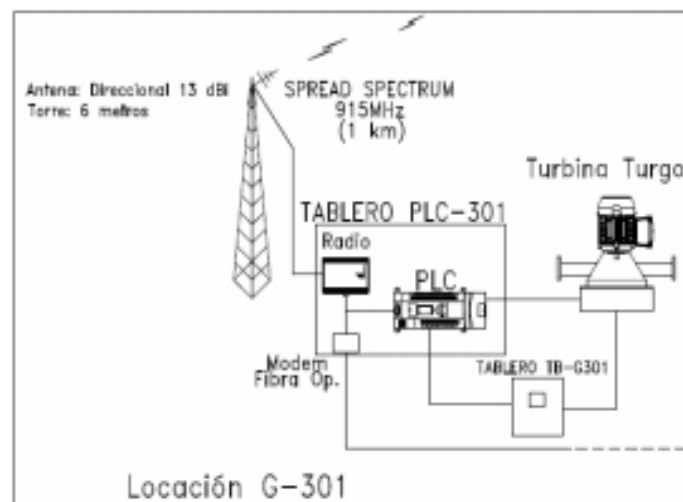 Antena: Direccional 13 dBi
Torre: 6 metros
SPREAD SPECTRUM
915MHz
(1 km)
Turbina Turgo
TABLERO PLC-301
Radio
PLC
Modem
Fibra Op.
TABLERO TB-G301
Locación G-301